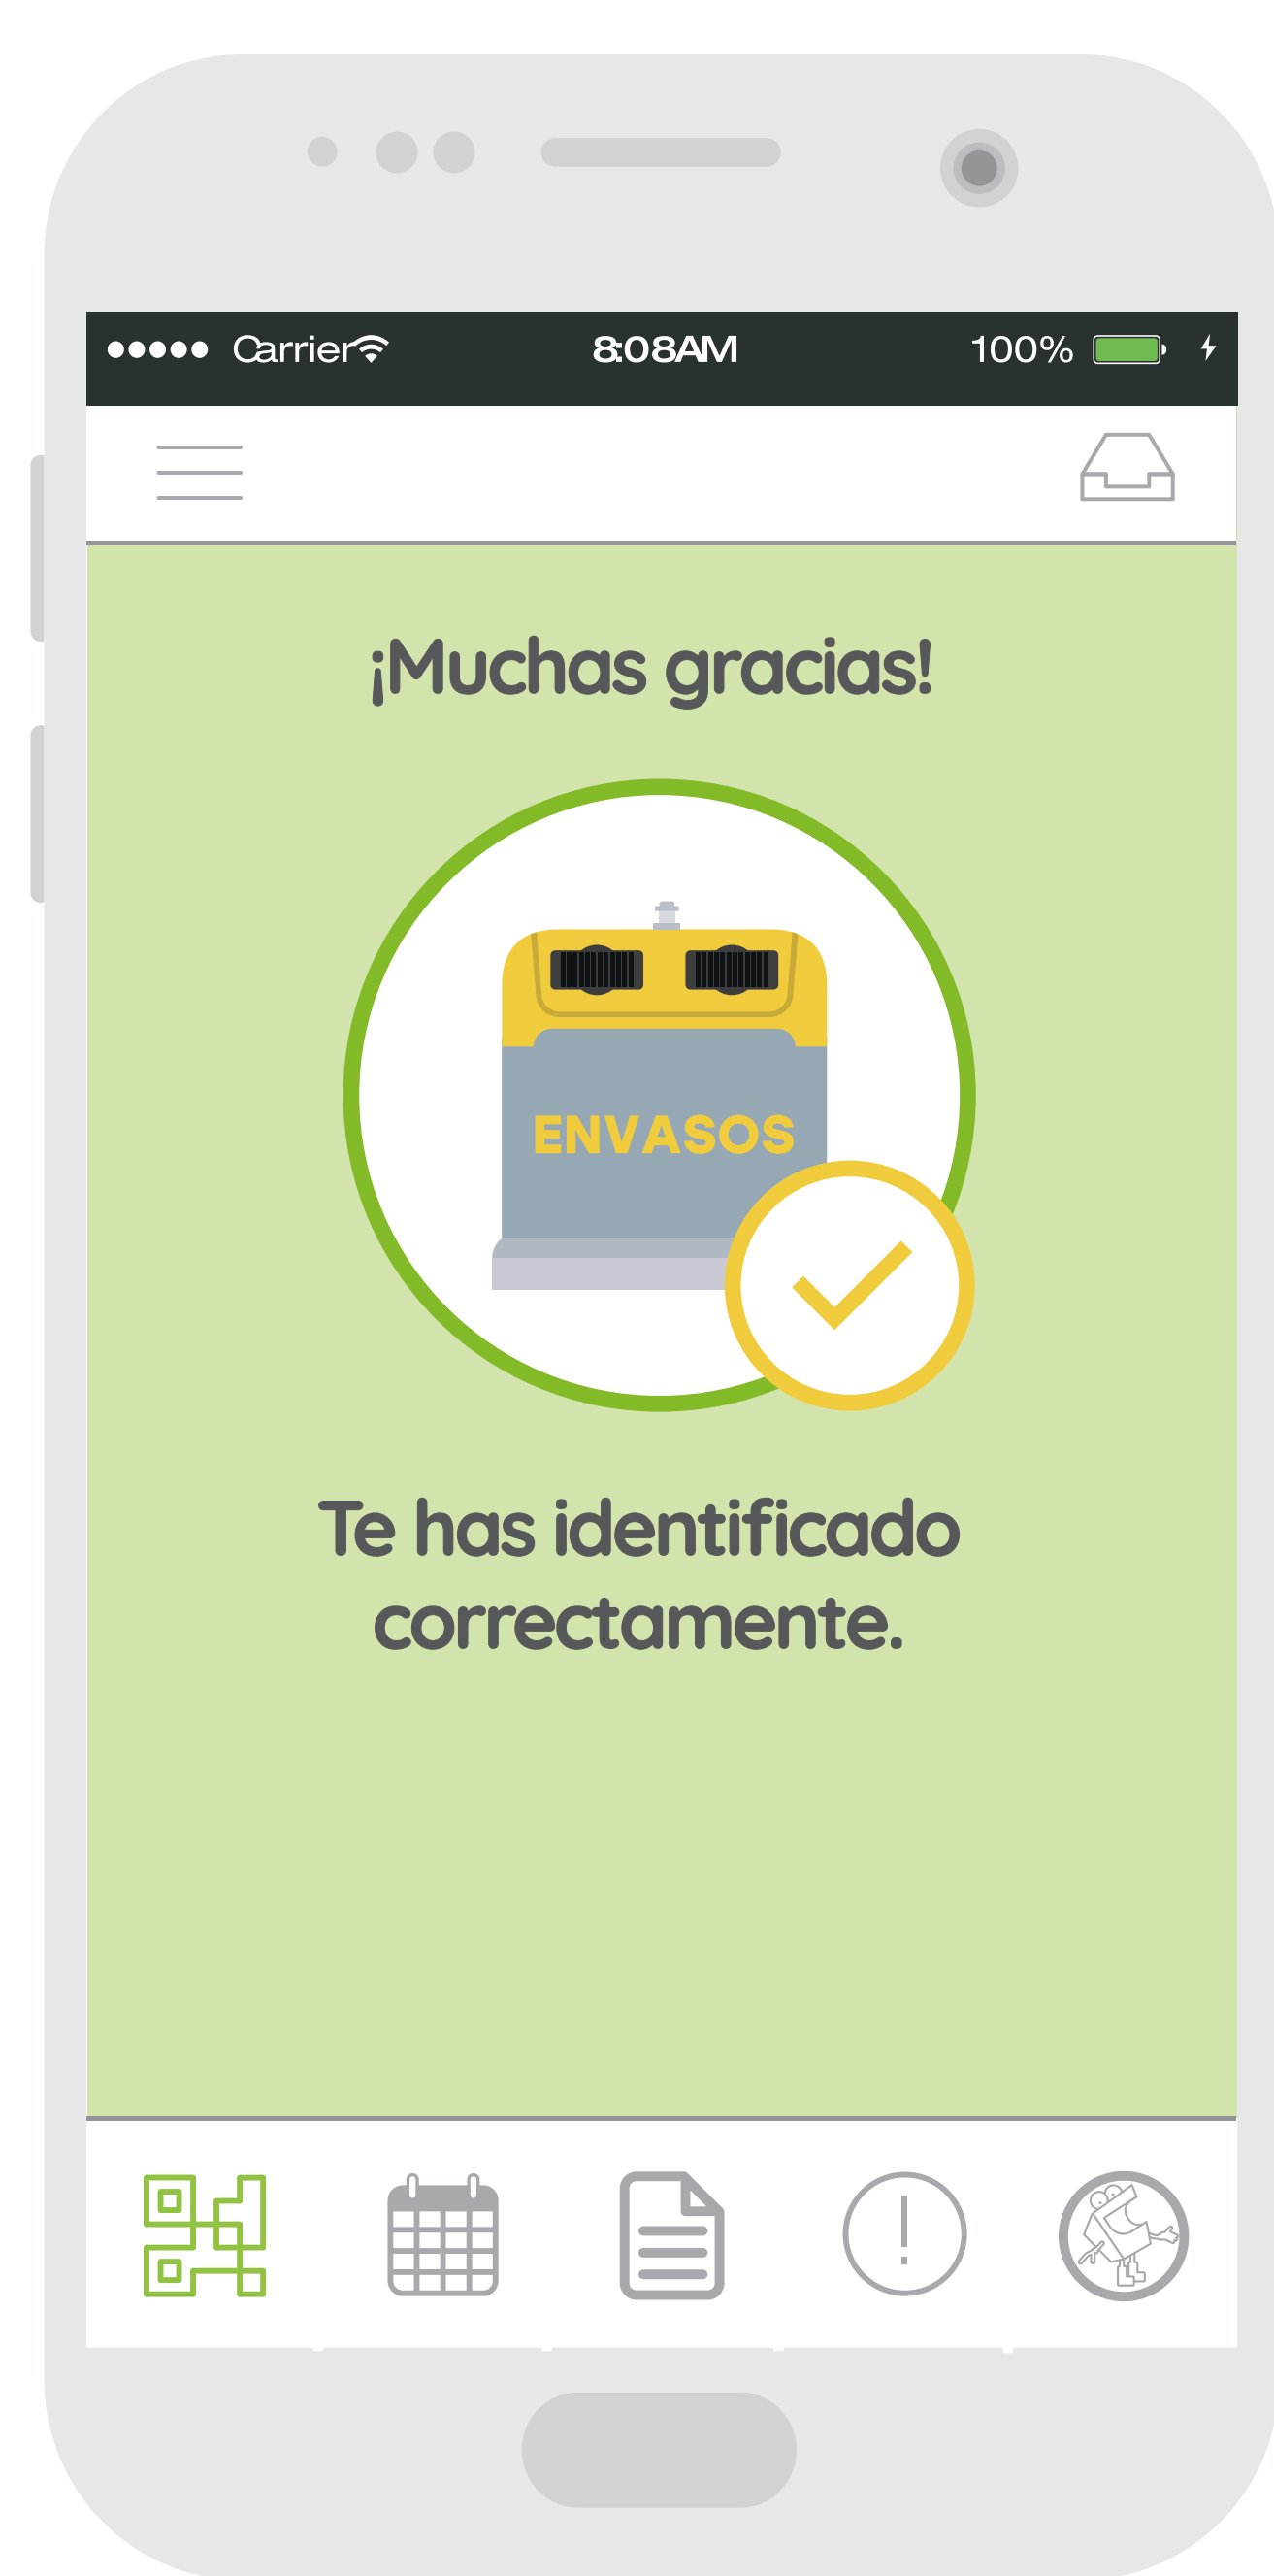 Carrier 8:08AM 100%
¡Muchas gracias!
ENVASOS
Te has identificado
correctamente.